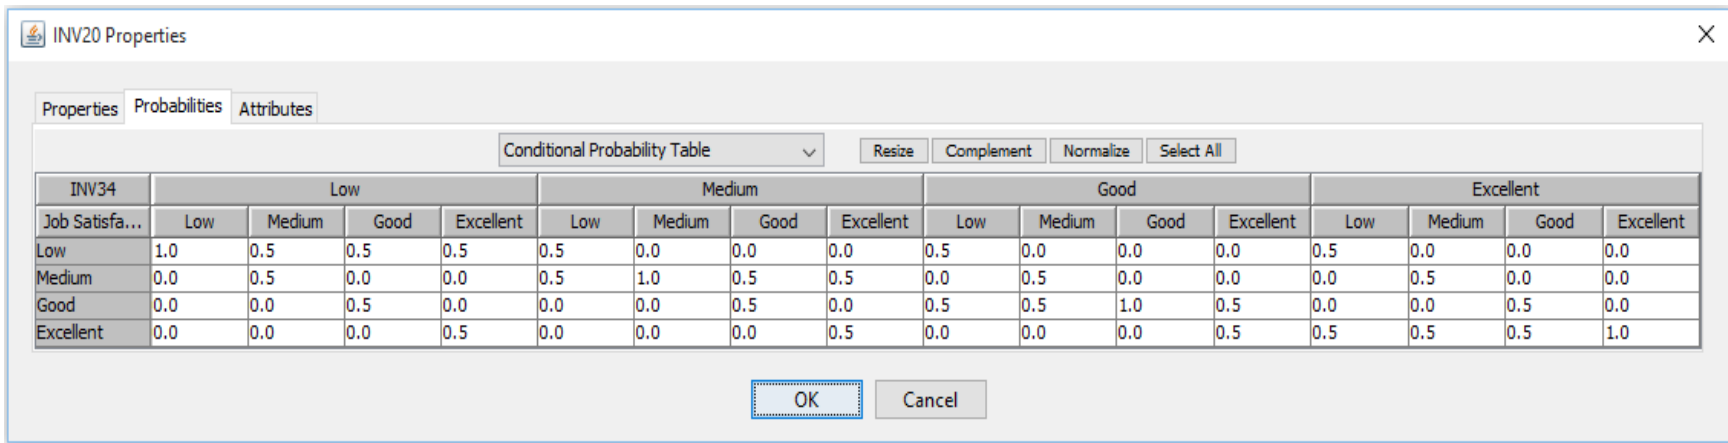 INV20 Properties
Properties Probabilities Attributes
Conditional Probability Table Resize Complement Normalize Select All
INV34 Low Medium Good Excellent
Job Satisfa... Low Medium Good Excellent Low Medium Good Excellent Low Medium Good Excellent Low Medium Good Excellent
Low 1.0 0.5 0.5 0.5 0.5 0.0 0.0 0.0 0.5 0.0 0.0 0.0 0.5 0.0 0.0 0.0
Medium 0.0 0.5 0.0 0.0 0.5 1.0 0.5 0.5 0.0 0.5 0.0 0.0 0.0 0.5 0.0 0.0
Good 0.0 0.0 0.5 0.0 0.0 0.0 0.5 0.0 0.5 0.5 1.0 0.5 0.0 0.0 0.5 0.0
Excellent 0.0 0.0 0.0 0.5 0.0 0.0 0.0 0.5 0.0 0.0 0.0 0.5 0.5 0.5 0.5 1.0
OK Cancel